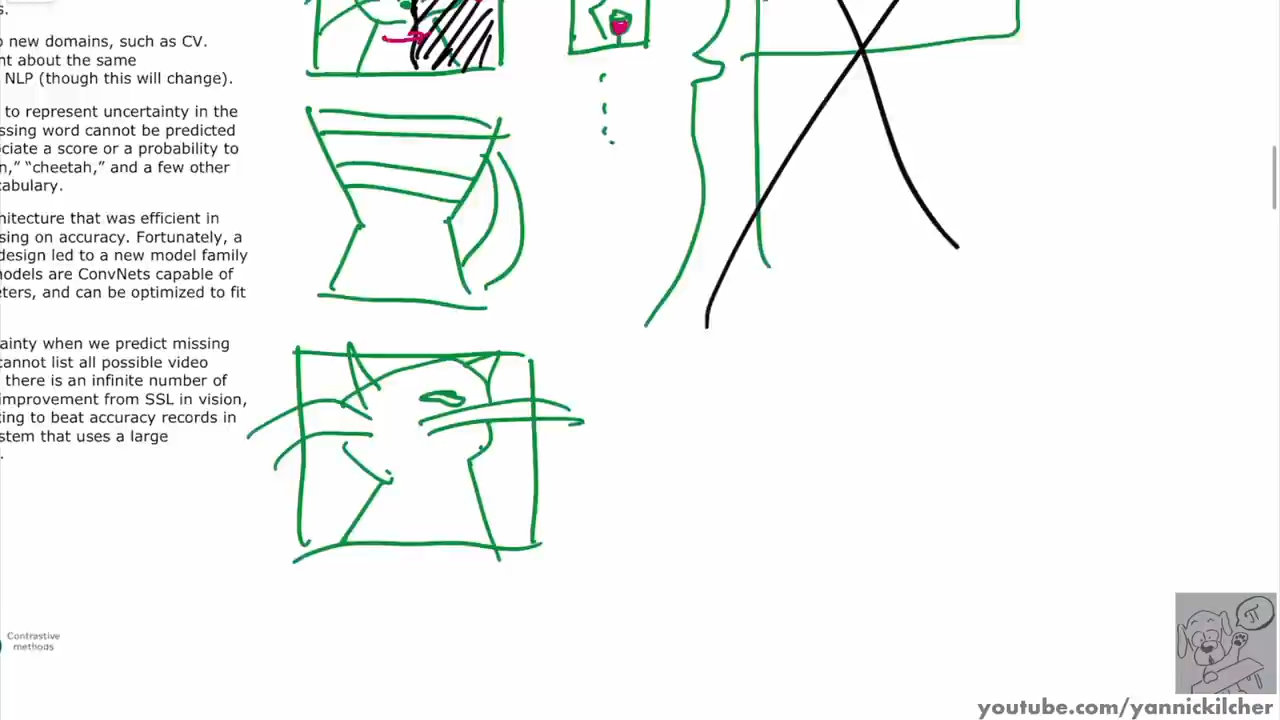 s.
o new domains, such as CV.
nt about the same
NLP (though this will change).
to represent uncertainty in the
ssing word cannot be predicted
ciate a score or a probability to
n,” “cheetah,” and a few other
cabulary.
hitecture that was efficient in
sing on accuracy. Fortunately, a
design led to a new model family
models are ConvNets capable of
eters, and can be optimized to fit
tainty when we predict missing
cannot list all possible video
there is an infinite number of
improvement from SSL in vision,
ting to beat accuracy records in
stem that uses a large
.
Contrastive
methods
π
youtube.com/yannickilcher